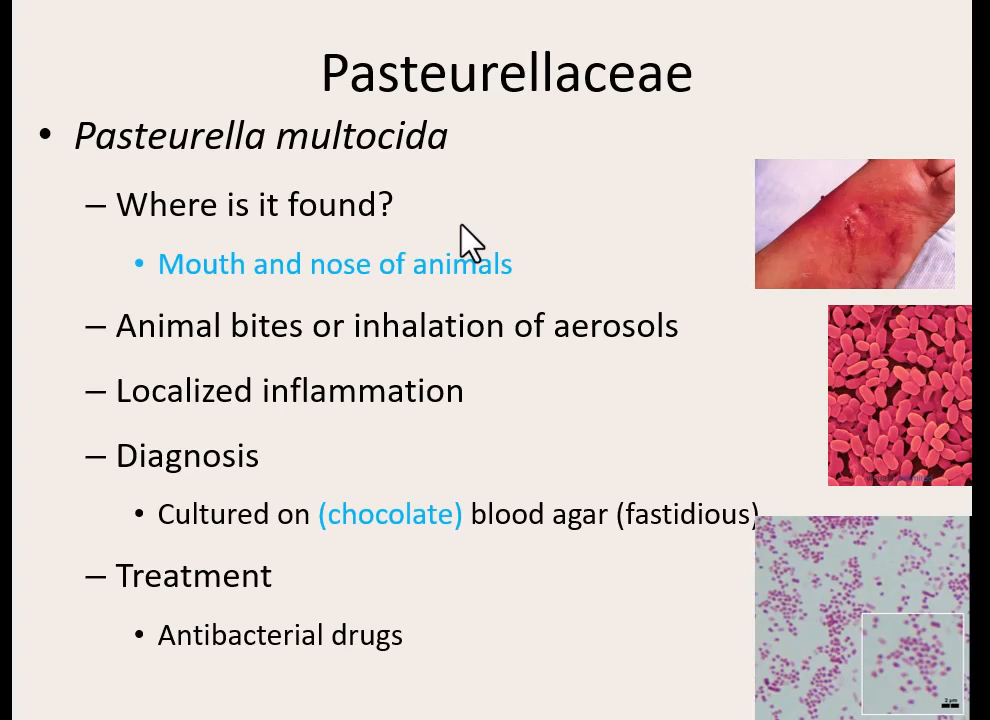 Pasteurellaceae
• Pasteurella multocida
– Where is it found?
• Mouth and nose of animals
– Animal bites or inhalation of aerosols
– Localized inflammation
– Diagnosis
• Cultured on (chocolate) blood agar (fastidious)
– Treatment
• Antibacterial drugs